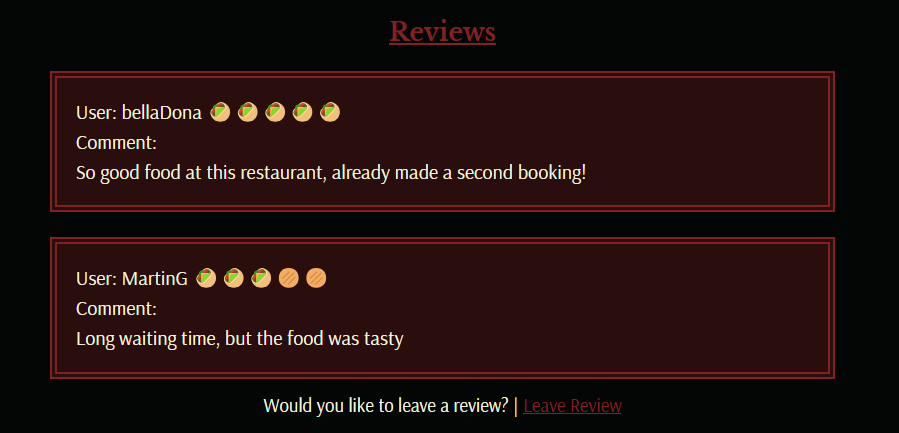 Reviews
User: bellaDona
Comment:
So good food at this restaurant, already made a second booking!
User: MartinG
Comment:
Long waiting time, but the food was tasty
Would you like to leave a review? | Leave Review